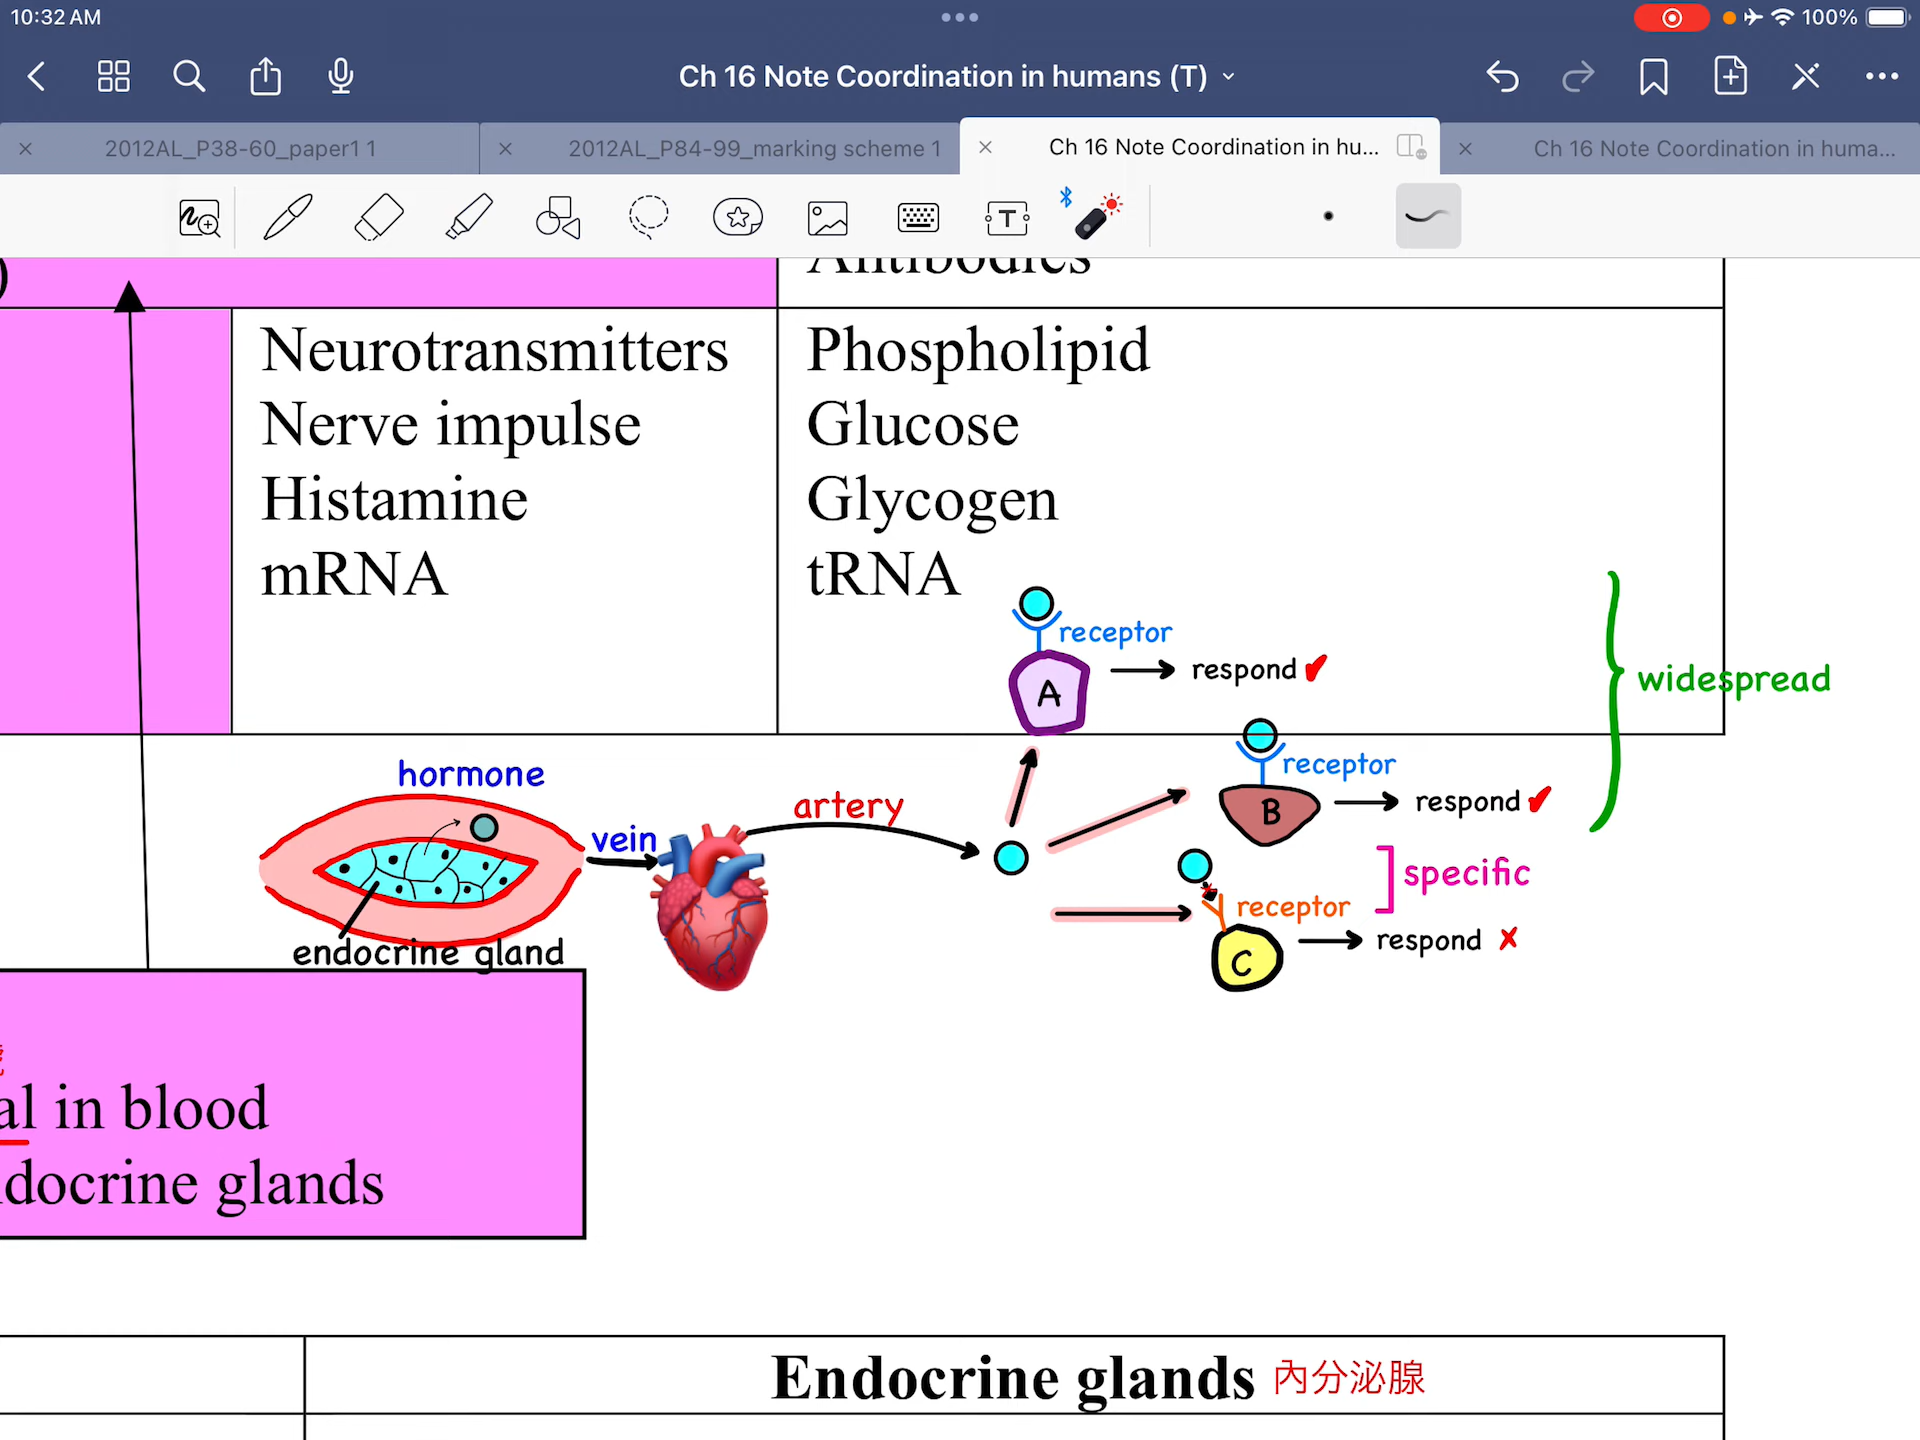 10:32 AM
100%
Ch 16 Note Coordination in humans (T)
2012AL_P38-60_paper1 1
2012AL_P84-99_marking scheme 1
Ch 16 Note Coordination in hu...
Ch 16 Note Coordination in huma...
T
)
Antibodies
Neurotransmitters
Phospholipid
Nerve impulse
Glucose
Histamine
Glycogen
mRNA
tRNA
receptor
A
respond
widespread
hormone
receptor
artery
B
respond
vein
specific
receptor
endocrine gland
C
respond
al in blood
docrine glands
Endocrine glands 內分泌腺